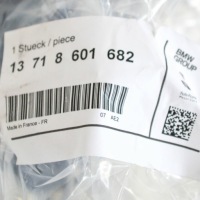 1 Stueck / piece
13 71 8 601 682
Made in France - FR
07
BMW
GROUP